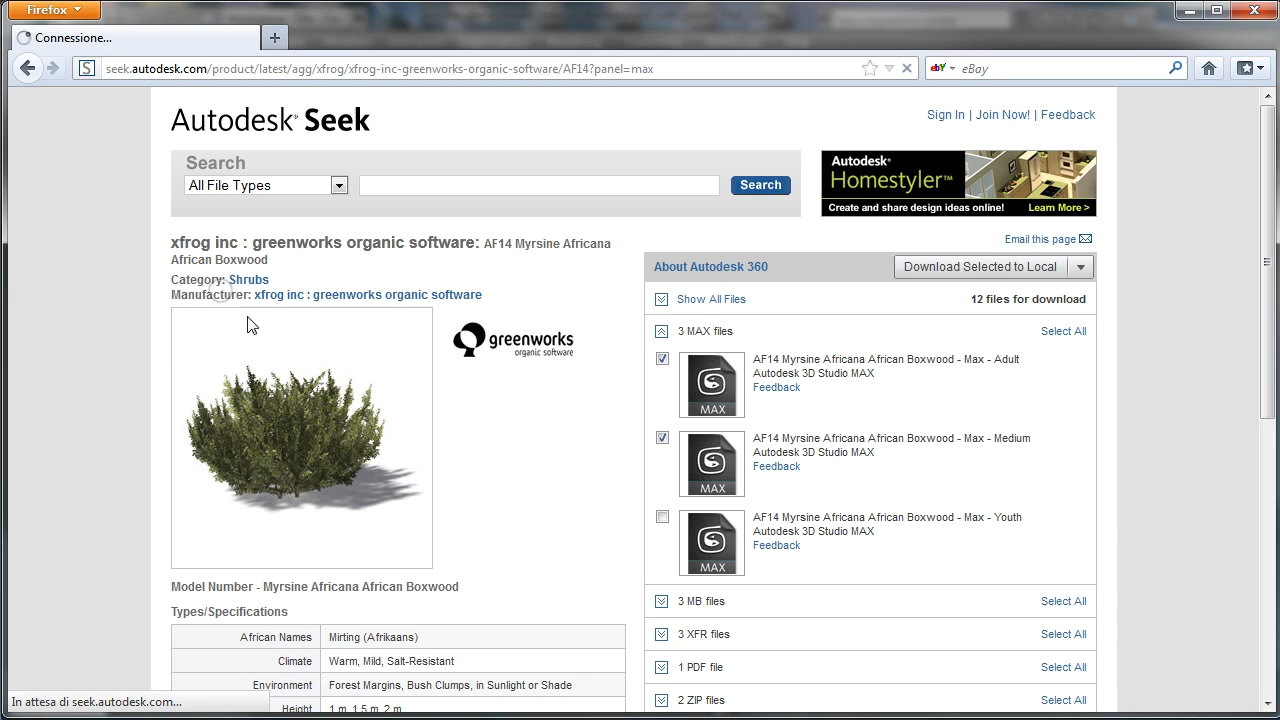 Firefox
Connessione...
seek.autodesk.com/product/latest/agg/xfrog/xfrog-inc-greenworks-organic-software/AF14?panel=max
eBay
Autodesk® Seek
Sign In | Join Now! | Feedback
Search
All File Types
Search
Autodesk®
Homestyler™
Create and share design ideas online!
Learn More >
xfrog inc : greenworks organic software: AF14 Myrsine Africana
African Boxwood
Category: Shrubs
Manufacturer: xfrog inc : greenworks organic software
greenworks
organic software
Model Number - Myrsine Africana African Boxwood
Types/Specifications
African Names Mirting (Afrikaans)
Climate Warm, Mild, Salt-Resistant
Environment Forest Margins, Bush Clumps, in Sunlight or Shade
Height 1 m, 1.5 m, 2 m
Email this page
About Autodesk 360
Download Selected to Local
Show All Files
12 files for download
3 MAX files
Select All
MAX
AF14 Myrsine Africana African Boxwood - Max - Adult
Autodesk 3D Studio MAX
Feedback
MAX
AF14 Myrsine Africana African Boxwood - Max - Medium
Autodesk 3D Studio MAX
Feedback
MAX
AF14 Myrsine Africana African Boxwood - Max - Youth
Autodesk 3D Studio MAX
Feedback
3 MB files
Select All
3 XFR files
Select All
1 PDF file
Select All
2 ZIP files
Select All
In attesa di seek.autodesk.com...